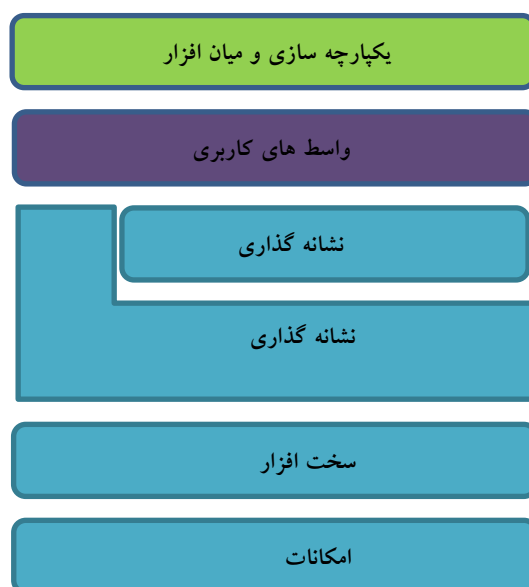 یکپارچه سازی و میان افزار
واسط های کاربری
نشانه گذاری
نشانه گذاری
سخت افزار
امکانات